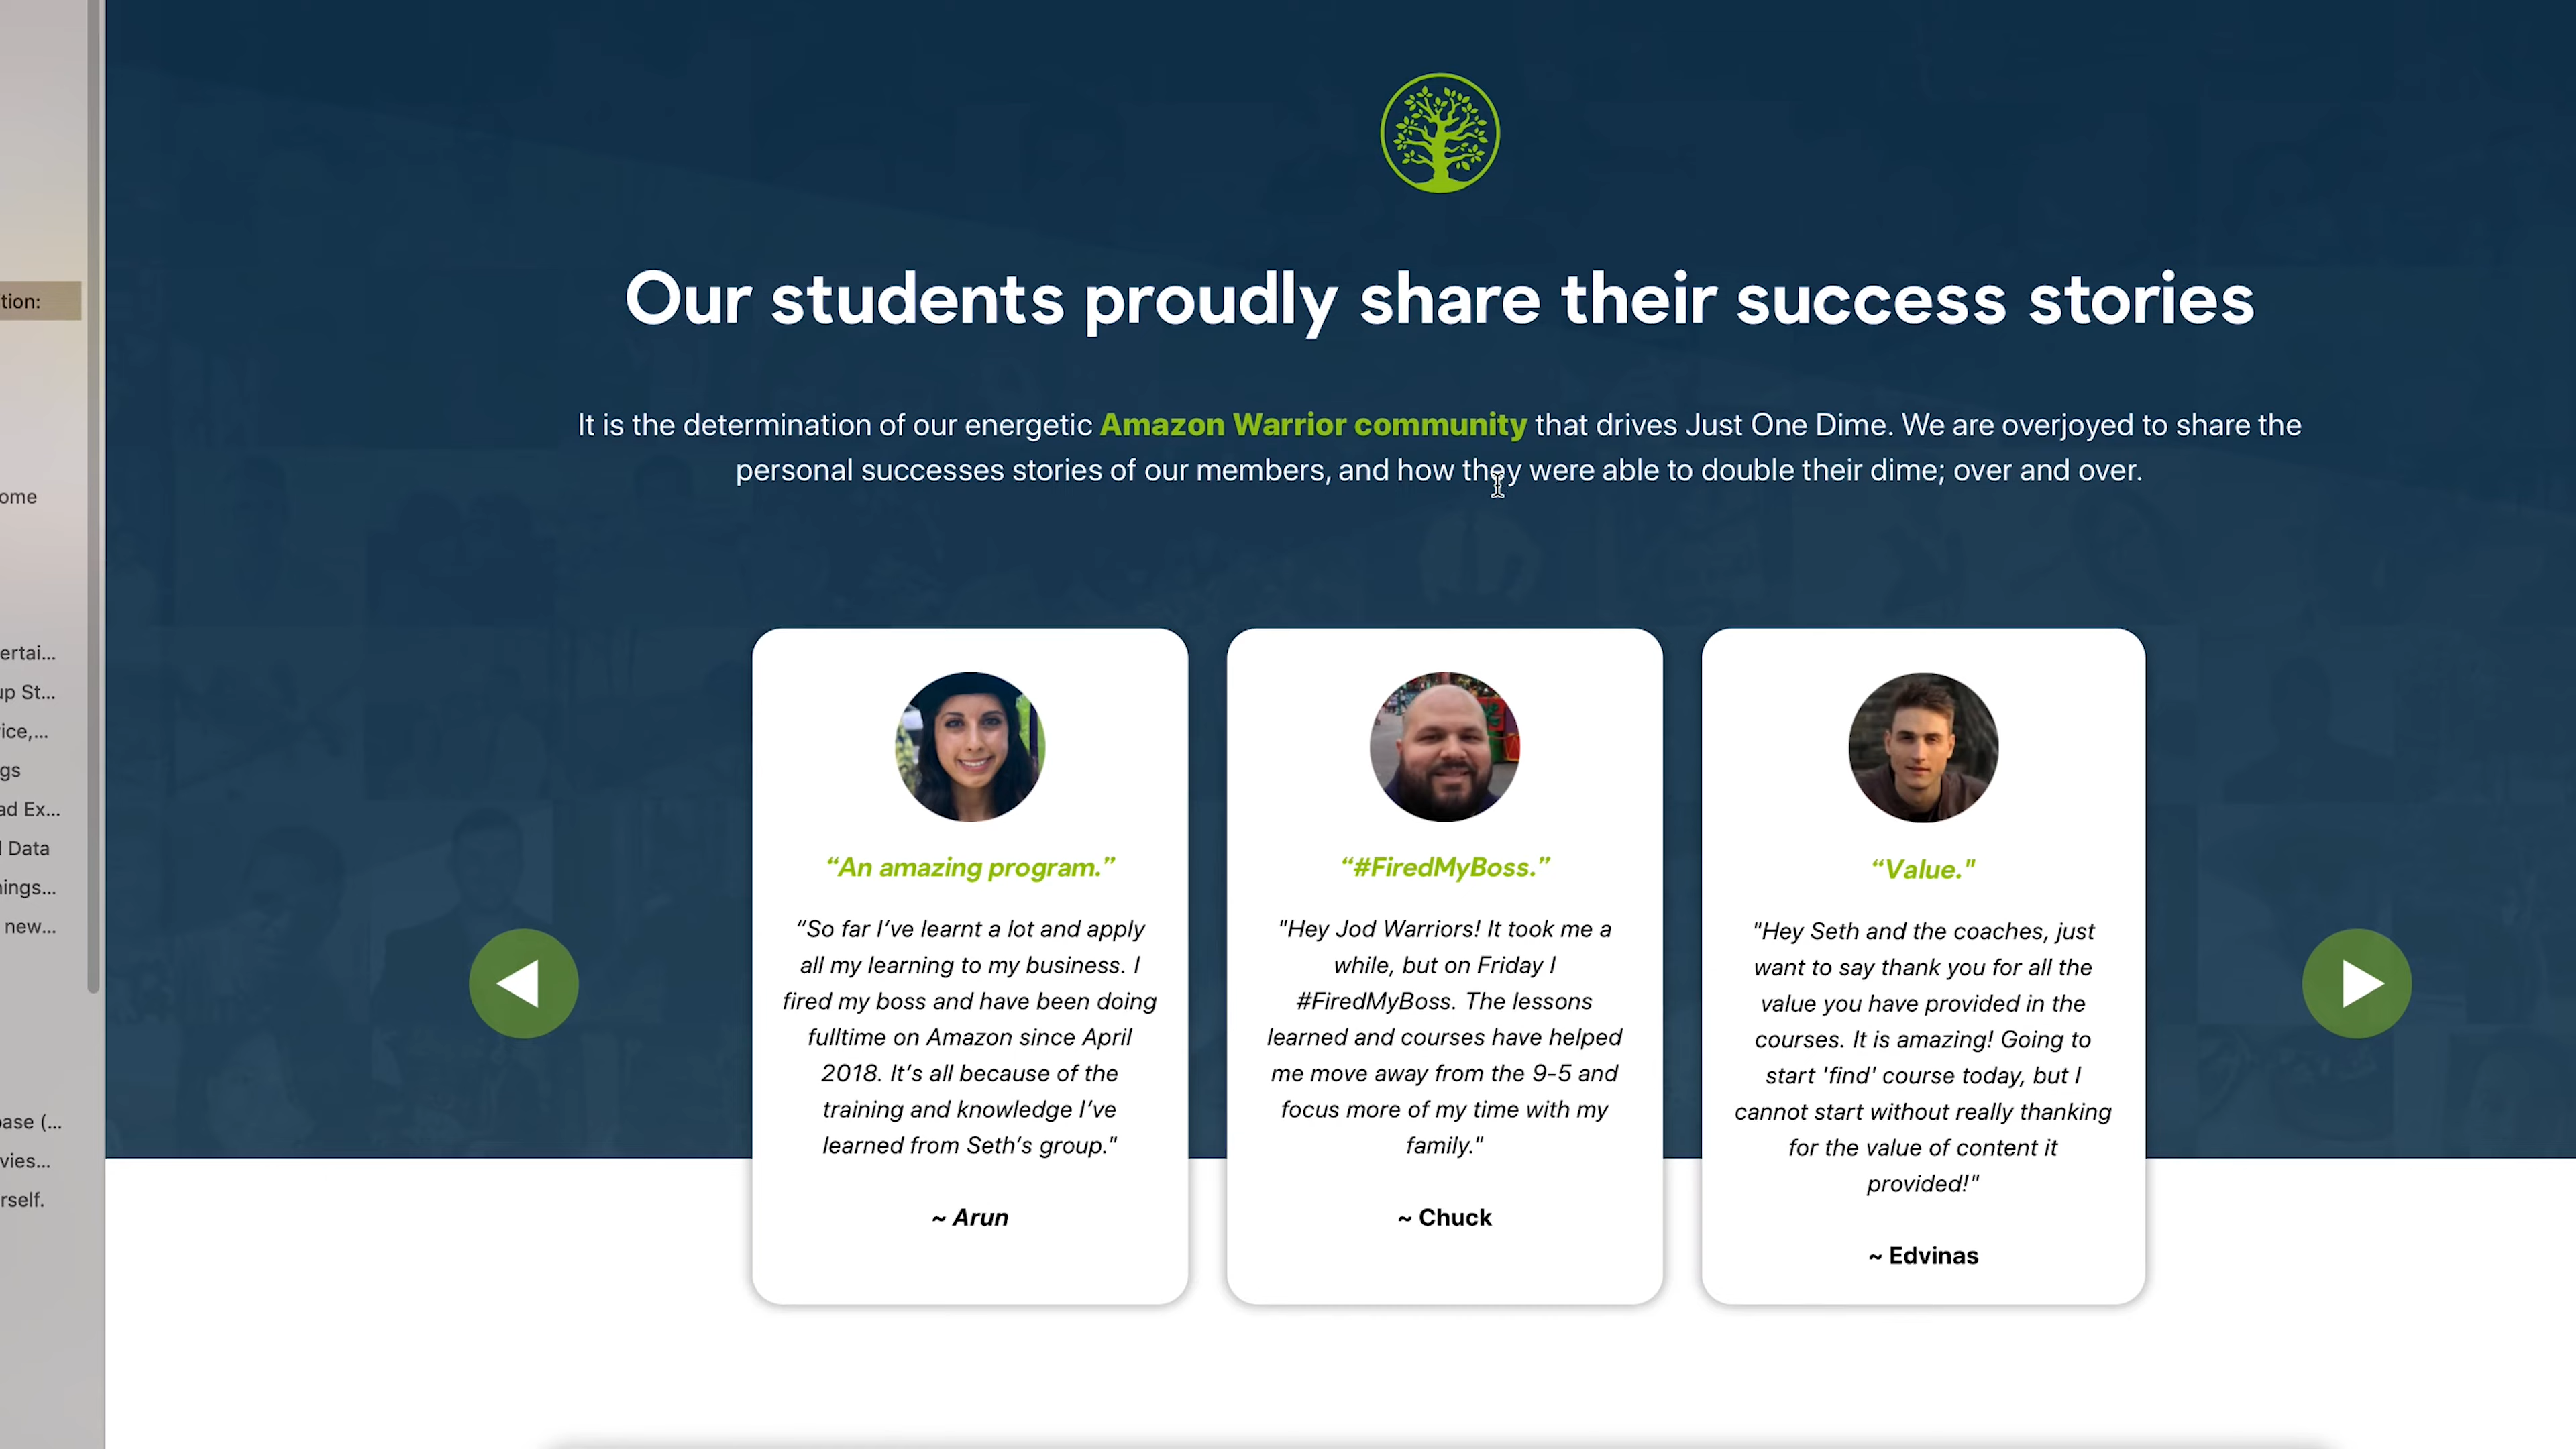 tion:
ome
ertai...
up St...
rice,...
gs
ad Ex...
l Data
nings...
new...
base (...
vies...
rself.
Our students proudly share their success stories
It is the determination of our energetic Amazon Warrior community that drives Just One Dime. We are overjoyed to share the
personal successes stories of our members, and how they were able to double their dime; over and over.
“An amazing program.”
“So far I’ve learnt a lot and apply
all my learning to my business. I
fired my boss and have been doing
fulltime on Amazon since April
2018. It’s all because of the
training and knowledge I’ve
learned from Seth’s group."
~ Arun
“#FiredMyBoss.”
"Hey Jod Warriors! It took me a
while, but on Friday I
#FiredMyBoss. The lessons
learned and courses have helped
me move away from the 9-5 and
focus more of my time with my
family."
~ Chuck
“Value."
"Hey Seth and the coaches, just
want to say thank you for all the
value you have provided in the
courses. It is amazing! Going to
start 'find' course today, but I
cannot start without really thanking
for the value of content it
provided!"
~ Edvinas